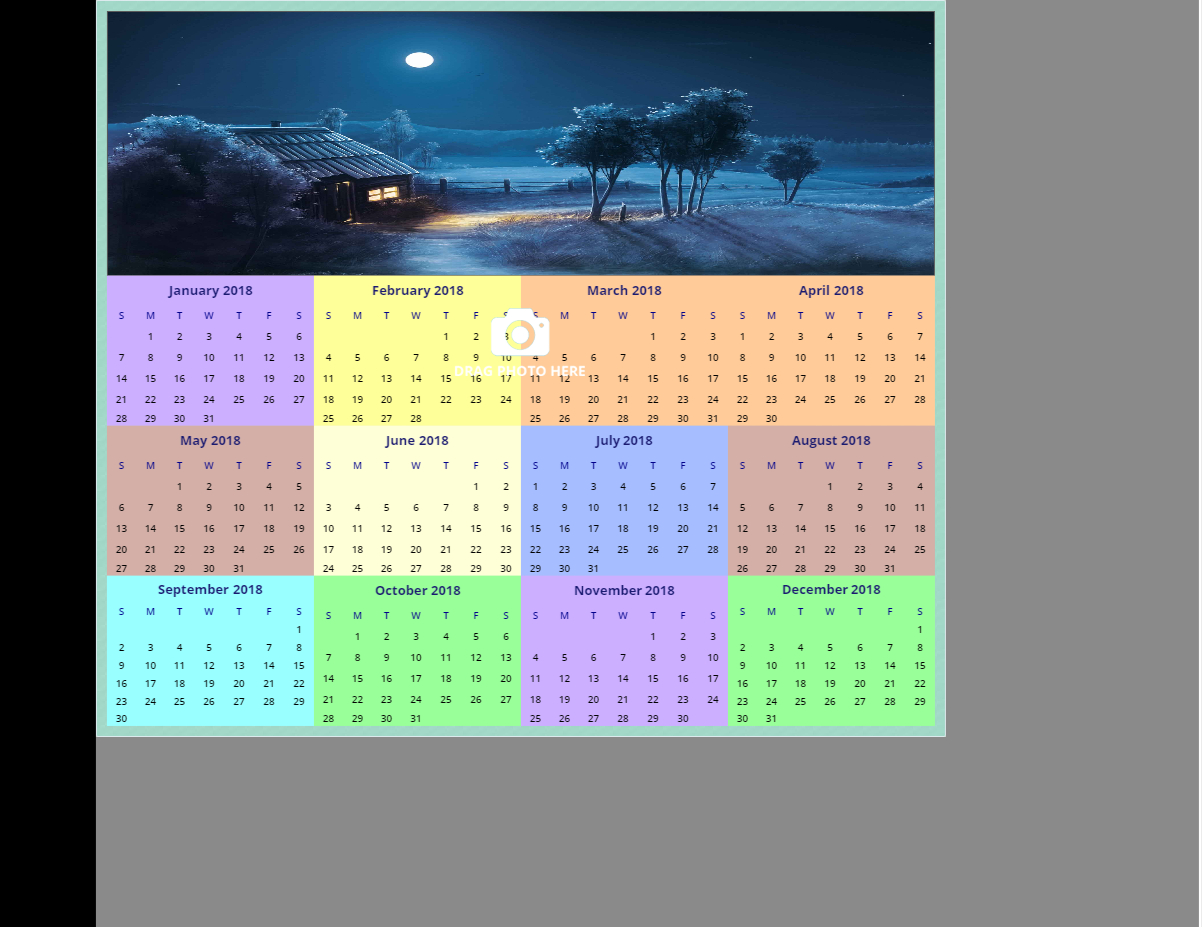 January 2018
S M T W T F S
1 2 3 4 5 6
7 8 9 10 11 12 13
14 15 16 17 18 19 20
21 22 23 24 25 26 27
28 29 30 31
February 2018
S M T W T F S
1 2 3
4 5 6 7 8 9 10
11 12 13 14 15 16 17
18 19 20 21 22 23 24
25 26 27 28
March 2018
S M T W T F S
1 2 3
4 5 6 7 8 9 10
11 12 13 14 15 16 17
18 19 20 21 22 23 24
25 26 27 28 29 30 31
April 2018
S M T W T F S
1 2 3 4 5 6 7
8 9 10 11 12 13 14
15 16 17 18 19 20 21
22 23 24 25 26 27 28
29 30
DRAG PHOTO HERE
May 2018
S M T W T F S
1 2 3 4 5
6 7 8 9 10 11 12
13 14 15 16 17 18 19
20 21 22 23 24 25 26
27 28 29 30 31
June 2018
S M T W T F S
1 2
3 4 5 6 7 8 9
10 11 12 13 14 15 16
17 18 19 20 21 22 23
24 25 26 27 28 29 30
July 2018
S M T W T F S
1 2 3 4 5 6 7
8 9 10 11 12 13 14
15 16 17 18 19 20 21
22 23 24 25 26 27 28
29 30 31
August 2018
S M T W T F S
1 2 3 4
5 6 7 8 9 10 11
12 13 14 15 16 17 18
19 20 21 22 23 24 25
26 27 28 29 30 31
September 2018
S M T W T F S
1
2 3 4 5 6 7 8
9 10 11 12 13 14 15
16 17 18 19 20 21 22
23 24 25 26 27 28 29
30
October 2018
S M T W T F S
1 2 3 4 5 6
7 8 9 10 11 12 13
14 15 16 17 18 19 20
21 22 23 24 25 26 27
28 29 30 31
November 2018
S M T W T F S
1 2 3
4 5 6 7 8 9 10
11 12 13 14 15 16 17
18 19 20 21 22 23 24
25 26 27 28 29 30
December 2018
S M T W T F S
1
2 3 4 5 6 7 8
9 10 11 12 13 14 15
16 17 18 19 20 21 22
23 24 25 26 27 28 29
30 31